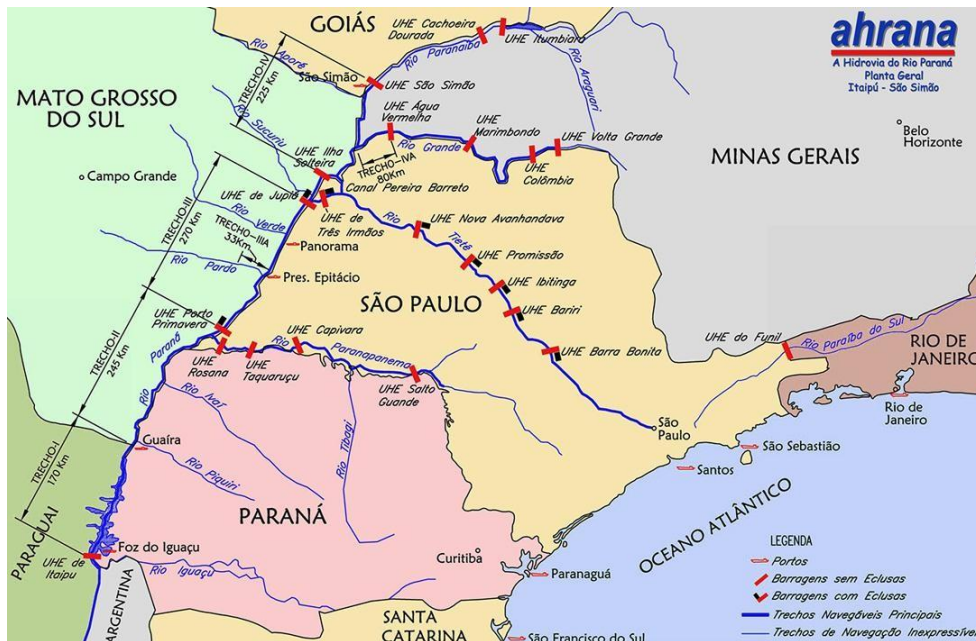 GOIÁS
UHE Cachoeira
Dourada
UHE Itumbiara
ahrana
A Hidrovia do Rio Paraná
Planta Geral
Itaipú - São Simão
Rio Aporé
Rio Paranaíba
São Simão
UHE São Simão
Rio Araguari
TRECHO-IV
225 Km
MATO GROSSO
DO SUL
Rio Sucuriu
UHE Água
Vermelha
UHE
Marimbondo
UHE Volta Grande
Rio Grande
Belo
Horizonte
MINAS GERAIS
UHE Ilha
Solteira
TRECHO-IVA
80Km
UHE
Colômbia
Campo Grande
Canal Pereira Barreto
UHE de Jupiá
UHE de
Três Irmãos
Rio Tietê
UHE Nova Avanhandava
TRECHO-III
270 Km
Rio Verde
TRECHO-IIIA
33Km
Panorama
UHE Promissão
Rio Pardo
Pres. Epitácio
UHE Ibitinga
SÃO PAULO
UHE Bariri
UHE Porto
Primavera
UHE Capivara
UHE Barra Bonita
UHE do Funil
Rio Paraíba do Sul
RIO DE
JANEIRO
TRECHO-II
245 Km
Rio Paraná
UHE
Rosana
UHE
Taquaruçu
Rio Paranapanema
UHE Salto
Guande
Rio Ivaí
Rio Tibagi
Rio de
Janeiro
São
Paulo
São Sebastião
Santos
Guaíra
TRECHO-I
170 Km
Rio Piquiri
PARANÁ
OCEANO ATLÂNTICO
PARAGUAI
Foz do Iguaçu
UHE de
Itaipu
Rio Iguaçu
Curitiba
Paranaguá
ARGENTINA
SANTA
CATARINA
São Francisco do Sul
LEGENDA
Portos
Barragens sem Eclusas
Barragens com Eclusas
Trechos Navegáveis Principais
Trechos de Navegação Inexpressiva